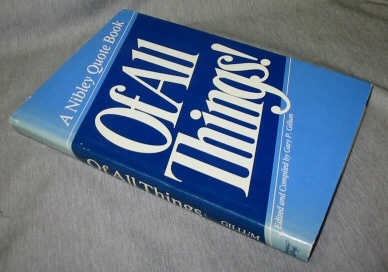 A Nibley Quote Book
Of All
Things!
Edited and Compiled by Gary P. Gillum
Of All Things
GILLUM